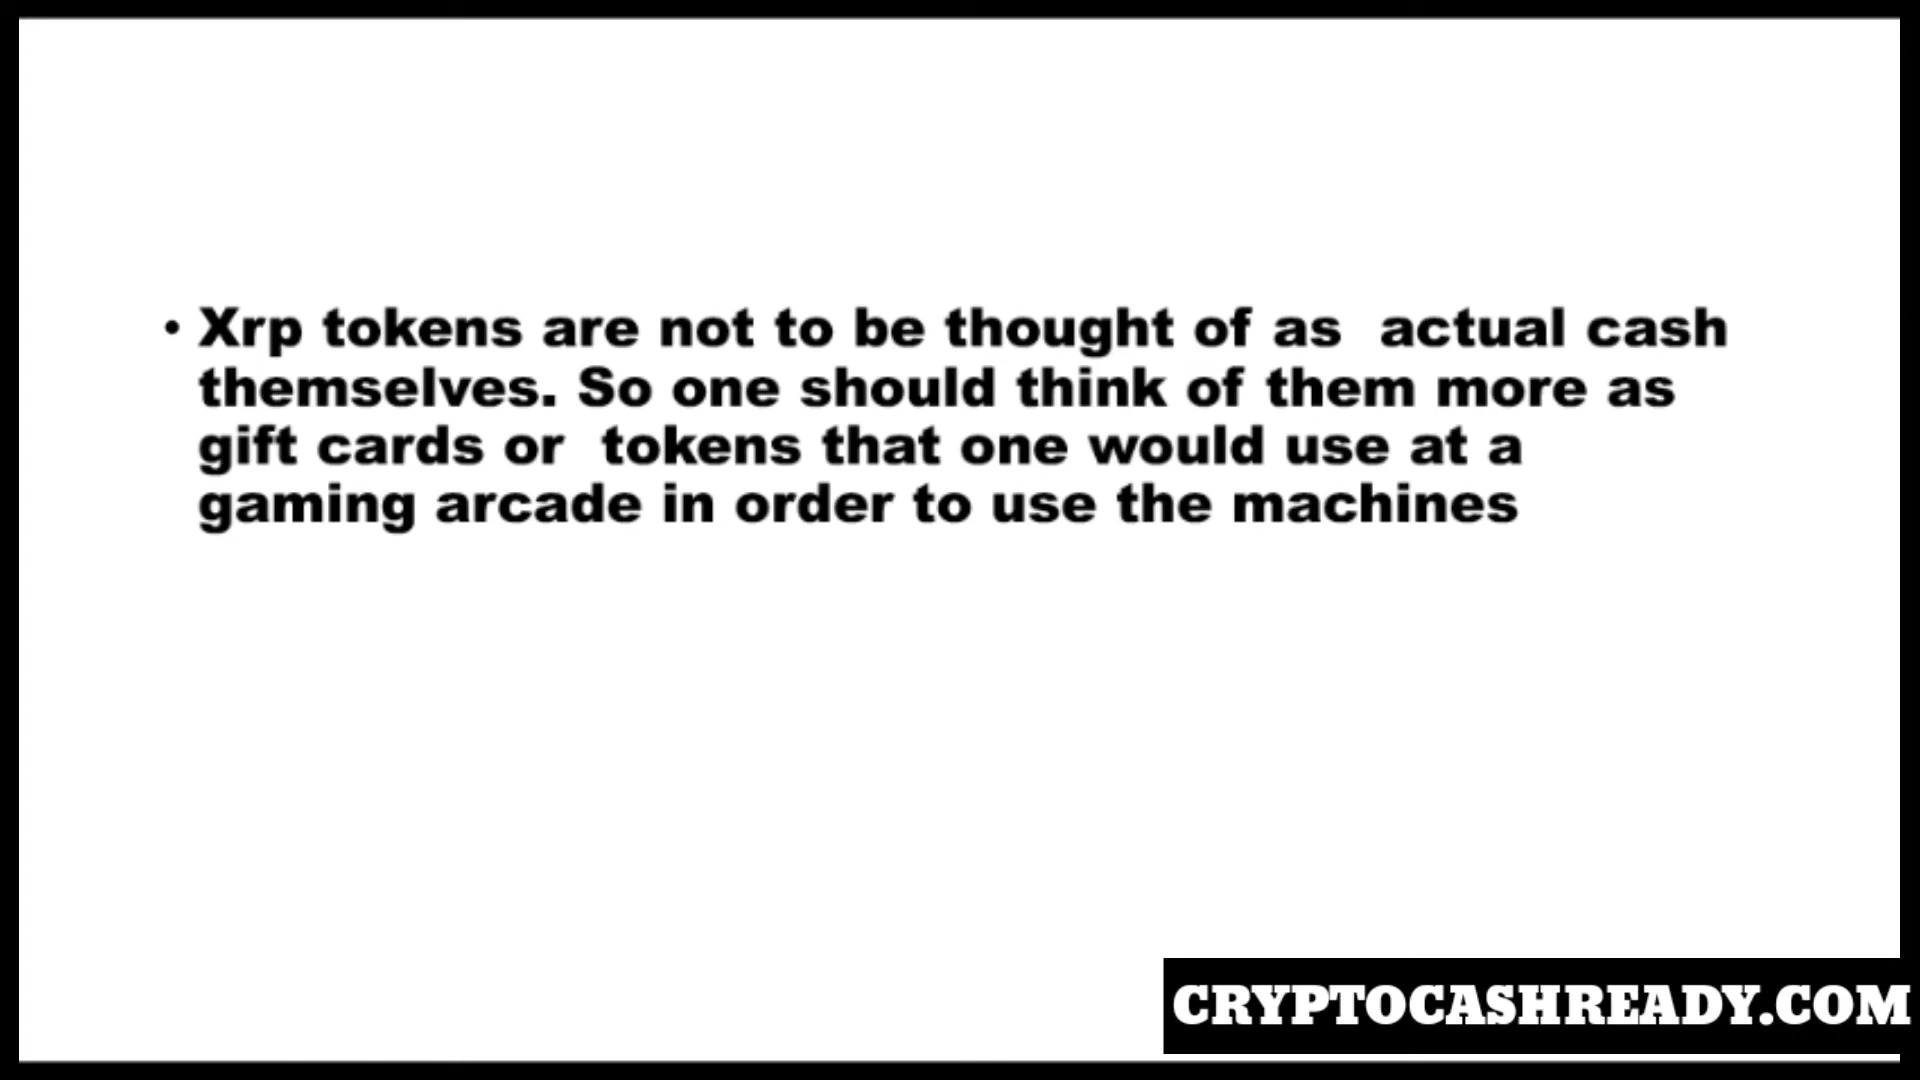 • Xrp tokens are not to be thought of as  actual cash
themselves. So one should think of them more as
gift cards or  tokens that one would use at a
gaming arcade in order to use the machines
CRYPTOCASHREADY.COM